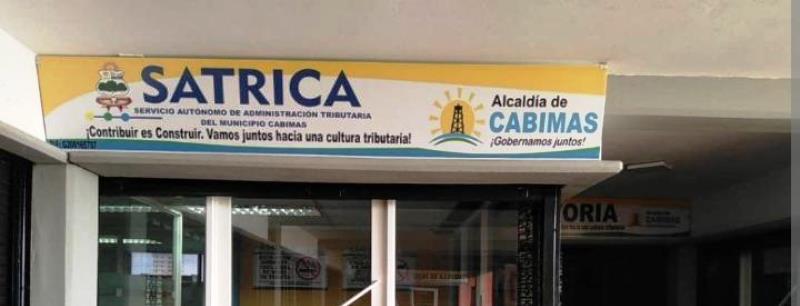 SATRICA
SERVICIO AUTÓNOMO DE ADMINISTRACIÓN TRIBUTARIA
DEL MUNICIPIO CABIMAS
¡Contribuir es Construir. Vamos juntos hacia una cultura tributaria!
Alcaldía de
CABIMAS
¡Gobernamos juntos!
ORIA
CABIMAS